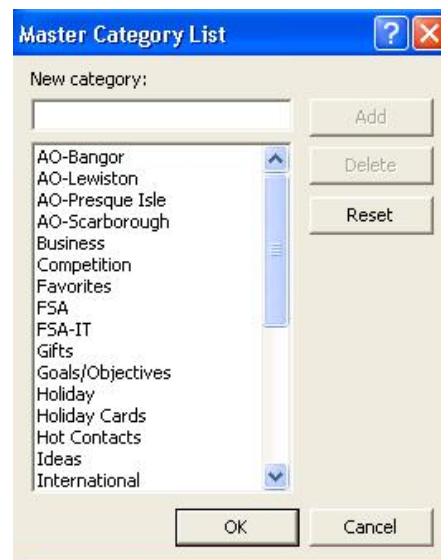 Master Category List
New category:
Add
AO-Bangor
AO-Lewiston
AO-Presque Isle
AO-Scarborough
Business
Competition
Favorites
FSA
FSA-IT
Gifts
Goals/Objectives
Holiday
Holiday Cards
Hot Contacts
Ideas
International
Delete
Reset
OK
Cancel